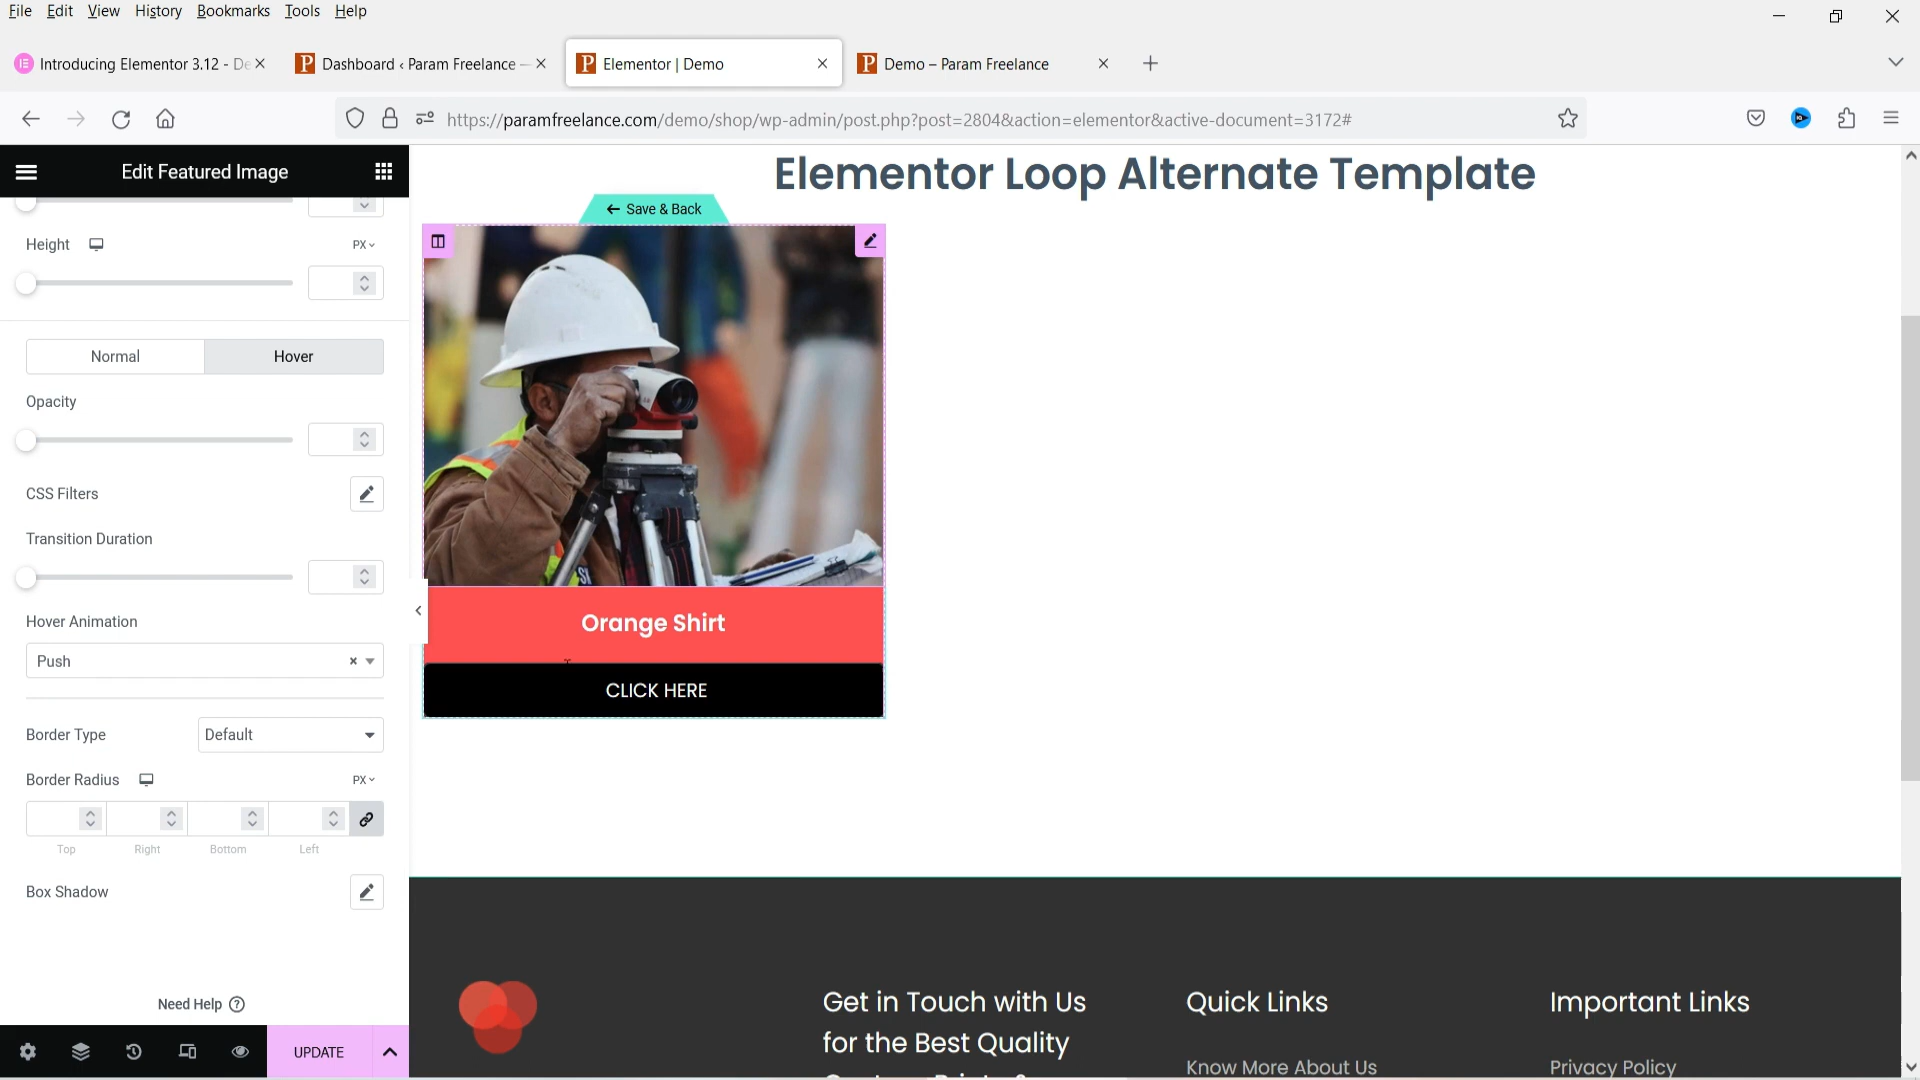 File Edit View History Bookmarks Tools Help
Introducing Elementor 3.12 - De
Dashboard ‹ Param Freelance —
Elementor | Demo
Demo – Param Freelance
https://paramfreelance.com/demo/shop/wp-admin/post.php?post=2804&action=elementor&active-document=3172#
Edit Featured Image
Height
PX
Normal
Hover
Opacity
CSS Filters
Transition Duration
Hover Animation
Push
Border Type
Default
Border Radius
PX
Top Right Bottom Left
Box Shadow
Need Help
UPDATE
Elementor Loop Alternate Template
Save & Back
Orange Shirt
CLICK HERE
Get in Touch with Us
for the Best Quality
Quick Links
Know More About Us
Important Links
Privacy Policy